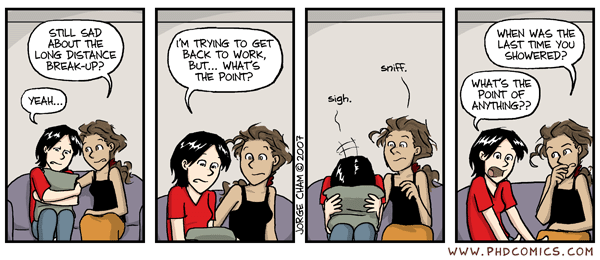 STILL SAD
ABOUT THE
LONG DISTANCE
BREAK-UP?
YEAH...
I'M TRYING TO GET
BACK TO WORK,
BUT... WHAT'S
THE POINT?
sigh.
sniff.
JORGE CHAM © 2007
WHEN WAS THE
LAST TIME YOU
SHOWERED?
WHAT'S THE
POINT OF
ANYTHING??
WWW.PHDCOMICS.COM